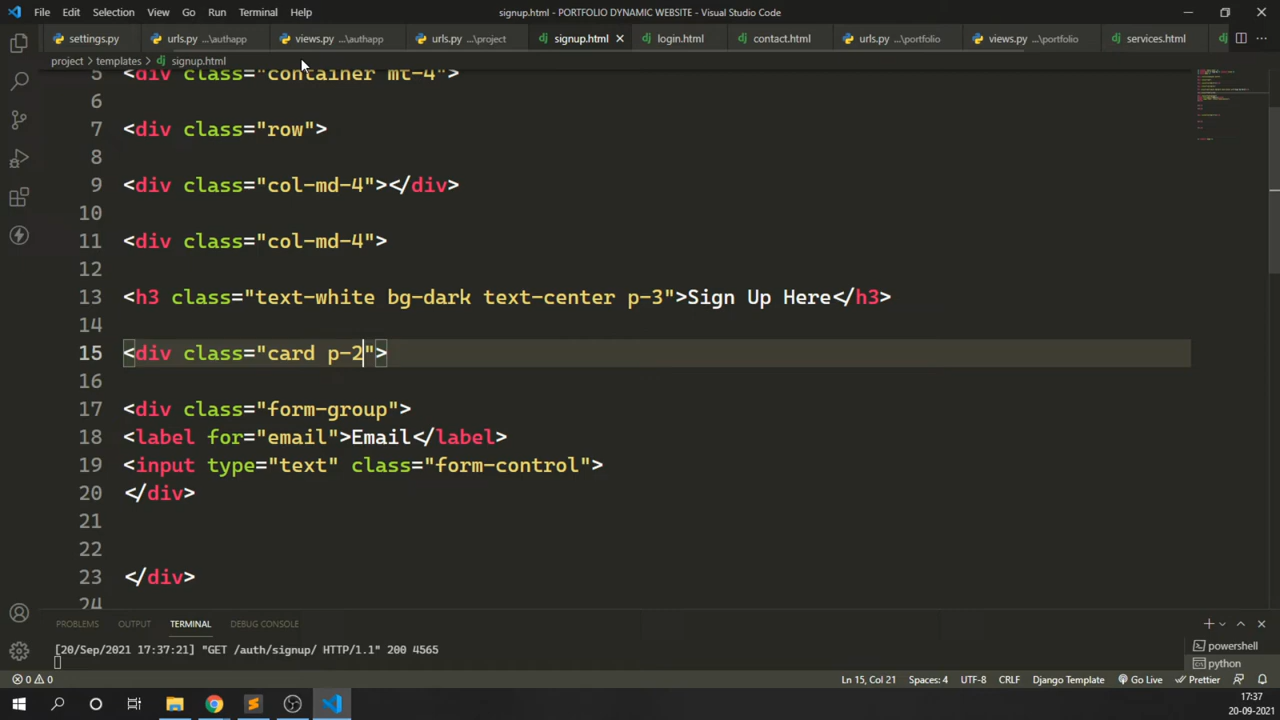 File Edit Selection View Go Run Terminal Help signup.html - PORTFOLIO DYNAMIC WEBSITE - Visual Studio Code
settings.py urls.py ...\authapp views.py ...\authapp urls.py ...\project signup.html login.html contact.html urls.py ...\portfolio views.py ...\portfolio services.html
project > templates > signup.html
5 <div class="container mt-4">
6
7 <div class="row">
8
9 <div class="col-md-4"></div>
10
11 <div class="col-md-4">
12
13 <h3 class="text-white bg-dark text-center p-3">Sign Up Here</h3>
14
15 <div class="card p-2">
16
17 <div class="form-group">
18 <label for="email">Email</label>
19 <input type="text" class="form-control">
20 </div>
21
22
23 </div>
24
PROBLEMS OUTPUT TERMINAL DEBUG CONSOLE
[20/Sep/2021 17:37:21] "GET /auth/signup/ HTTP/1.1" 200 4565
powershell
python
0 0 Ln 15, Col 21 Spaces: 4 UTF-8 CRLF Django Template Go Live Prettier
17:37
20-09-2021